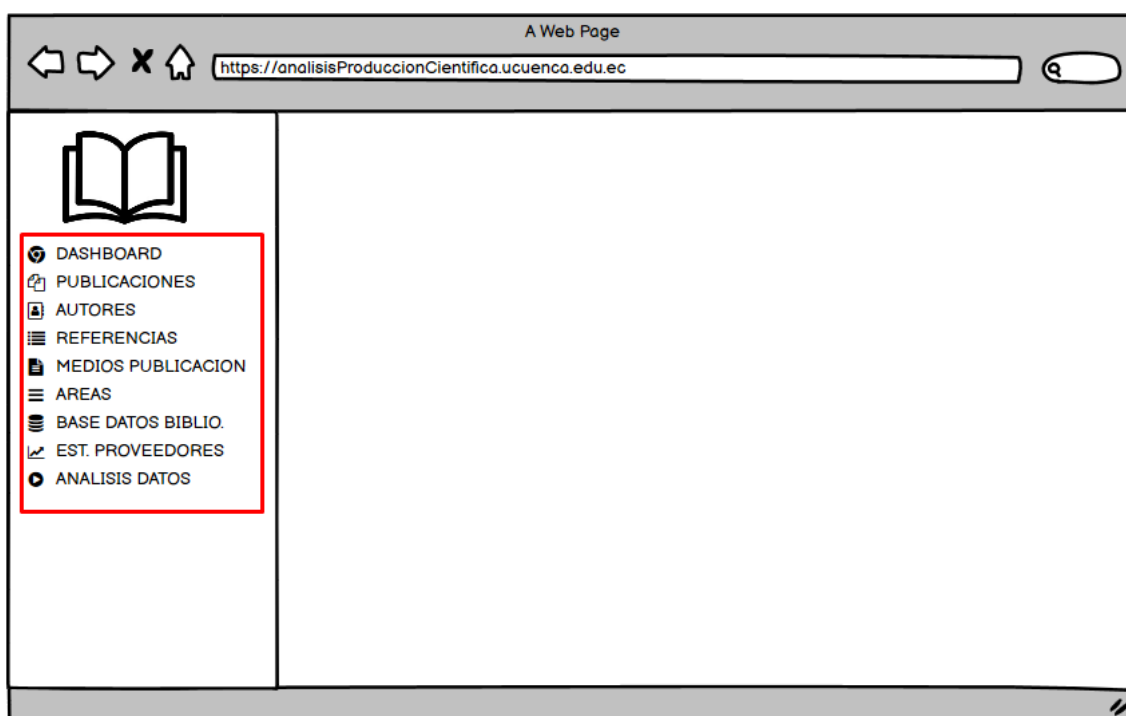 A Web Page
https://analisisProduccionCientifica.ucuenca.edu.ec
DASHBOARD
PUBLICACIONES
AUTORES
REFERENCIAS
MEDIOS PUBLICACION
AREAS
BASE DATOS BIBLIO.
EST. PROVEEDORES
ANALISIS DATOS